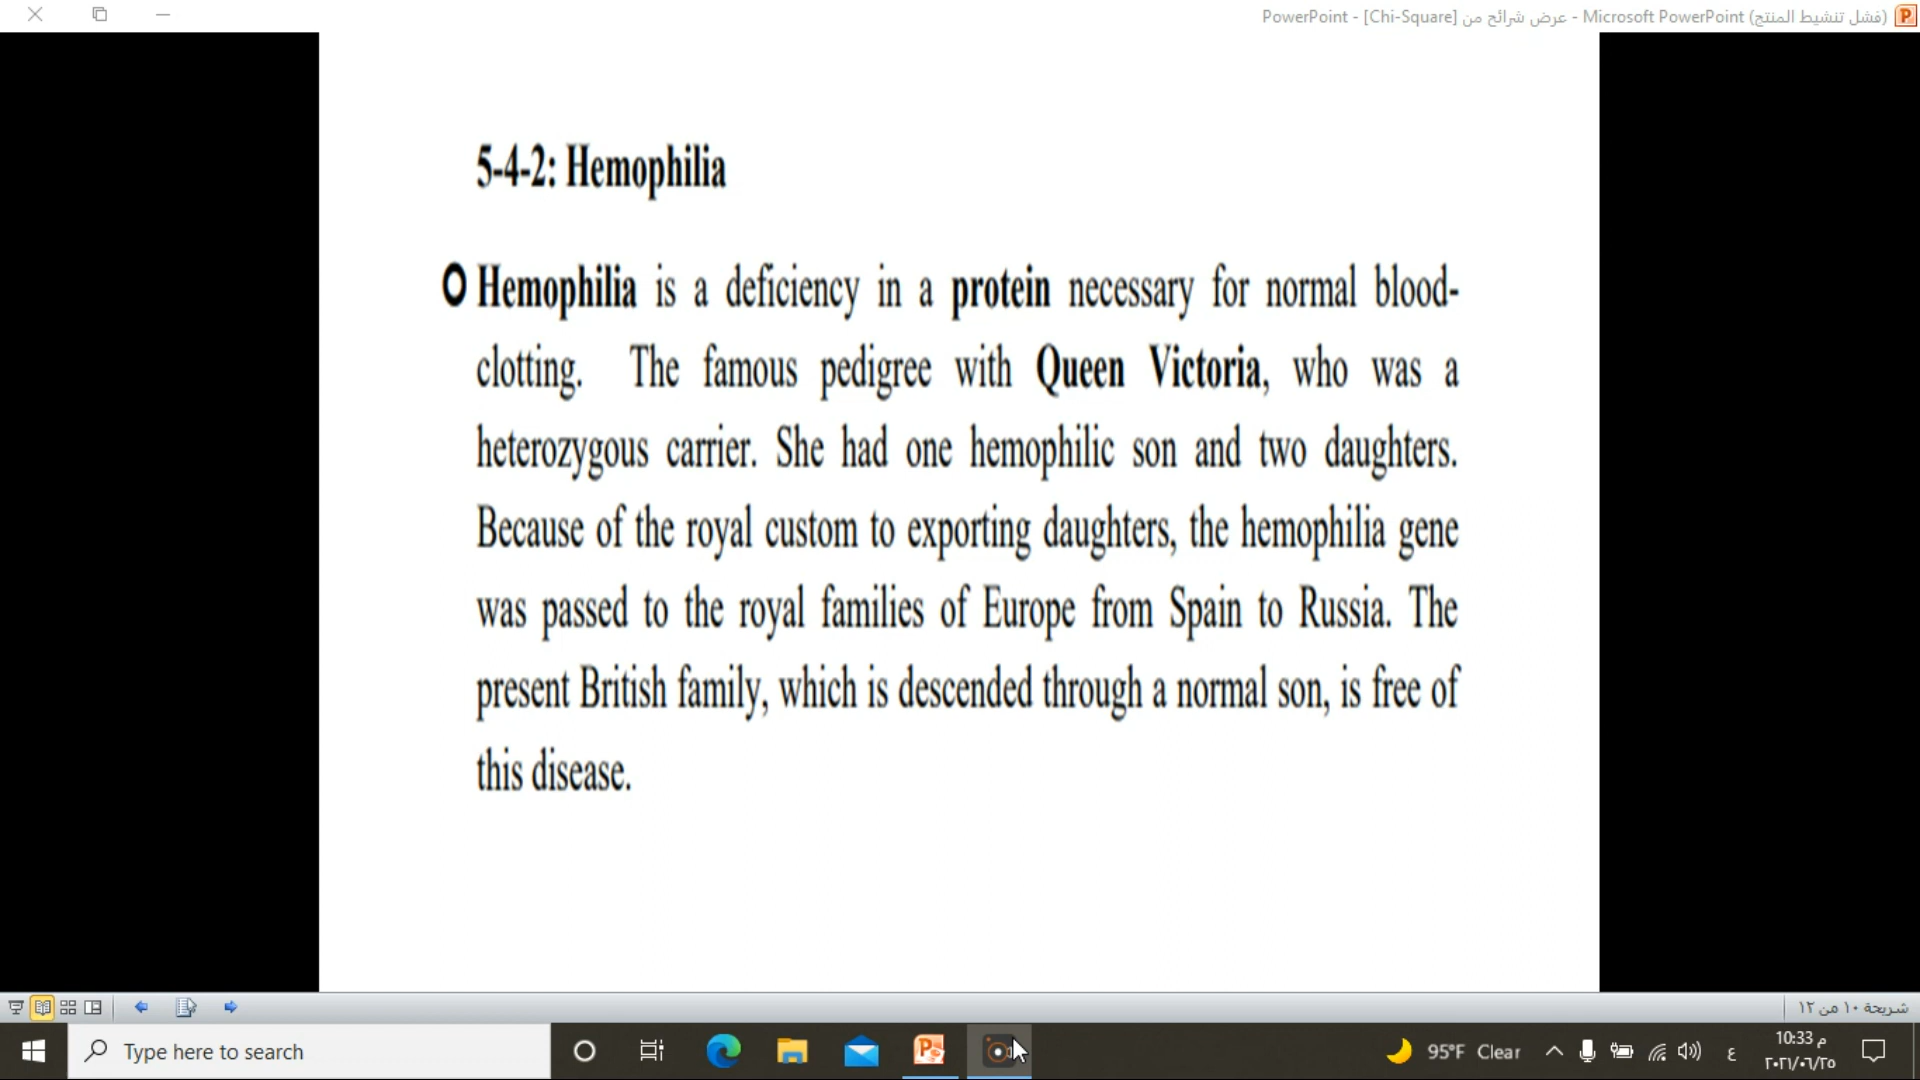 PowerPoint - [Chi-Square] عرض شرائح من - Microsoft PowerPoint (فشل تنشيط المنتج)
5-4-2: Hemophilia
Hemophilia is a deficiency in a protein necessary for normal blood-
clotting. The famous pedigree with Queen Victoria, who was a
heterozygous carrier. She had one hemophilic son and two daughters.
Because of the royal custom to exporting daughters, the hemophilia gene
was passed to the royal families of Europe from Spain to Russia. The
present British family, which is descended through a normal son, is free of
this disease.
شريحة ١٠ من ١٢
Type here to search
95°F Clear
ع
10:33 م
٢٠٢١/٠٦/٢٥